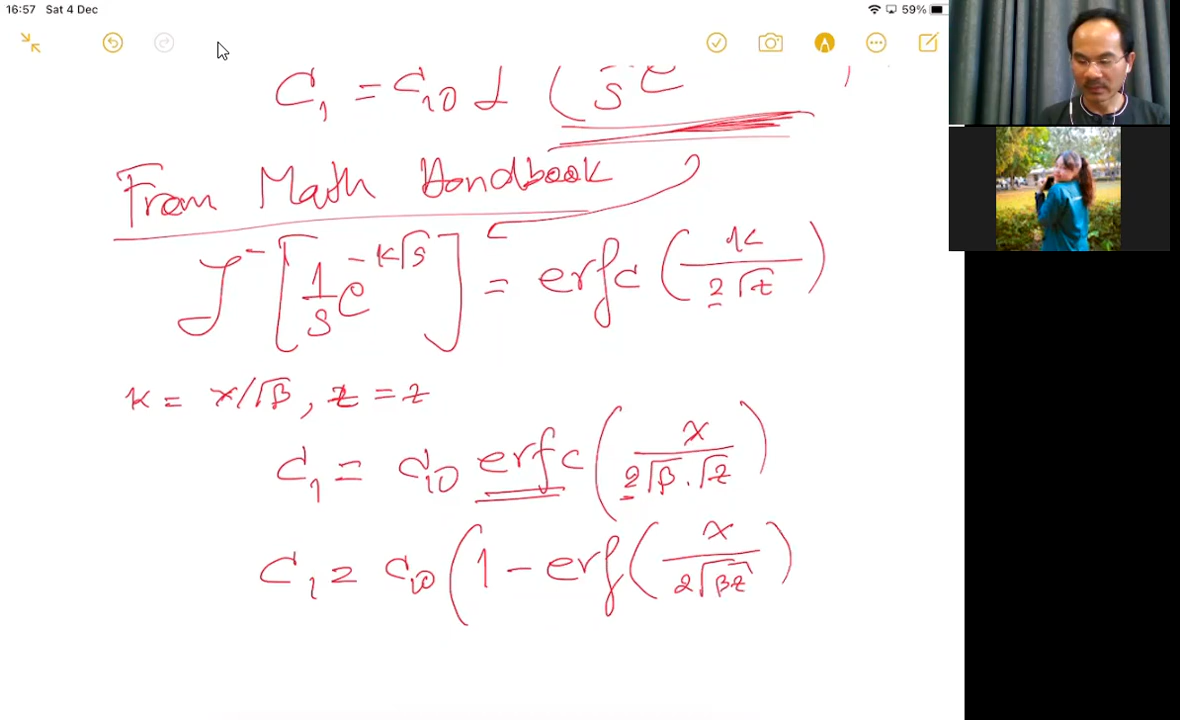 16:57 Sat 4 Dec 59%
C₁ = C₁₀ L ( 1/s e
From Math Handbook
L⁻ [ 1/s e^(-k√s) ] = erfc ( k / 2√z )
k = x/√β , z = z
C₁ = C₁₀ erfc ( x / 2√β . √z )
C₁ = C₁₀ ( 1 - erf ( x / 2√βz )